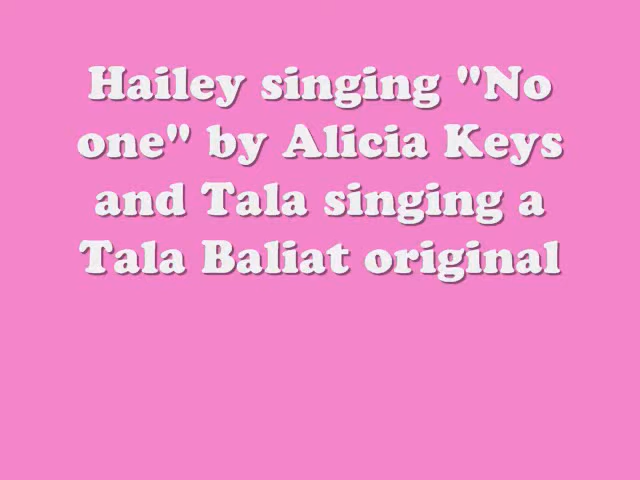 Hailey singing "No
one" by Alicia Keys
and Tala singing a
Tala Baliat original